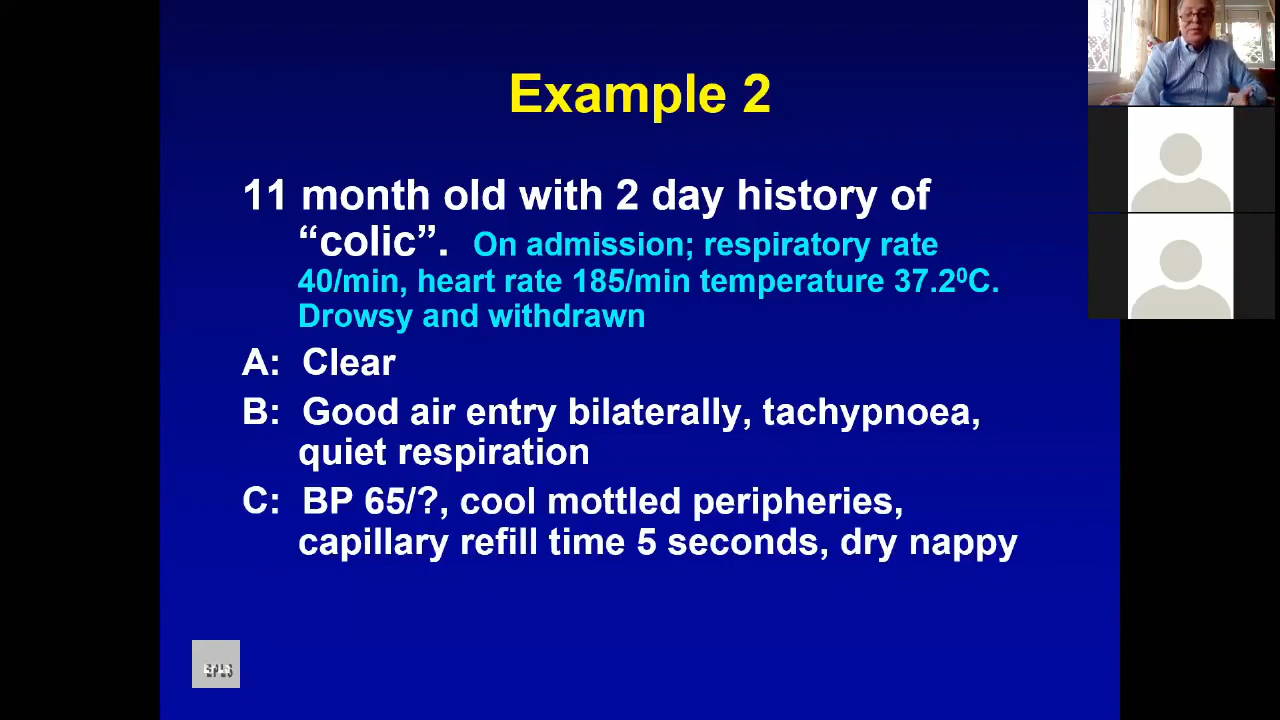 Example 2
11 month old with 2 day history of
“colic”. On admission; respiratory rate
40/min, heart rate 185/min temperature 37.2⁰C.
Drowsy and withdrawn
A: Clear
B: Good air entry bilaterally, tachypnoea,
quiet respiration
C: BP 65/?, cool mottled peripheries,
capillary refill time 5 seconds, dry nappy